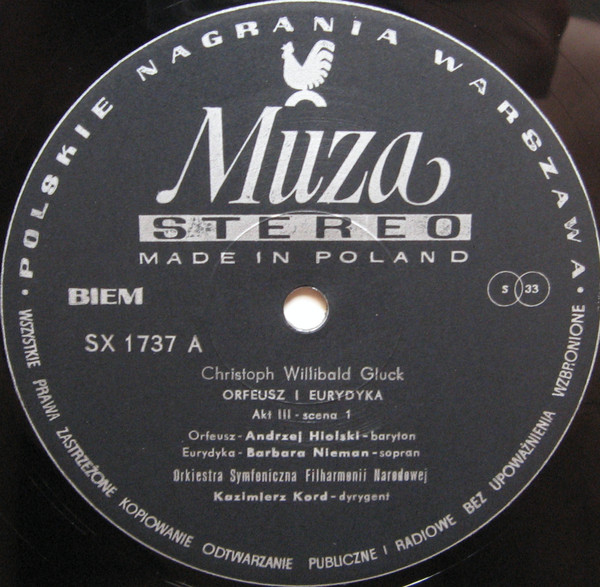 POLSKIE NAGRANIA WARSZAWA
Muza
STEREO
MADE IN POLAND
BIEM
S 33
SX 1737 A
Christoph Willibald Gluck
ORFEUSZ I EURYDYKA
Akt III - scena 1
Orfeusz - Andrzej Hiolski - baryton
Eurydyka - Barbara Nieman - sopran
Orkiestra Symfoniczna Filharmonii Narodowej
Kazimierz Kord - dyrygent
WSZYSTKIE PRAWA ZASTRZEŻONE KOPIOWANIE ODTWARZANIE PUBLICZNE I RADIOWE BEZ UPOWAŻNIENIA WZBRONIONE